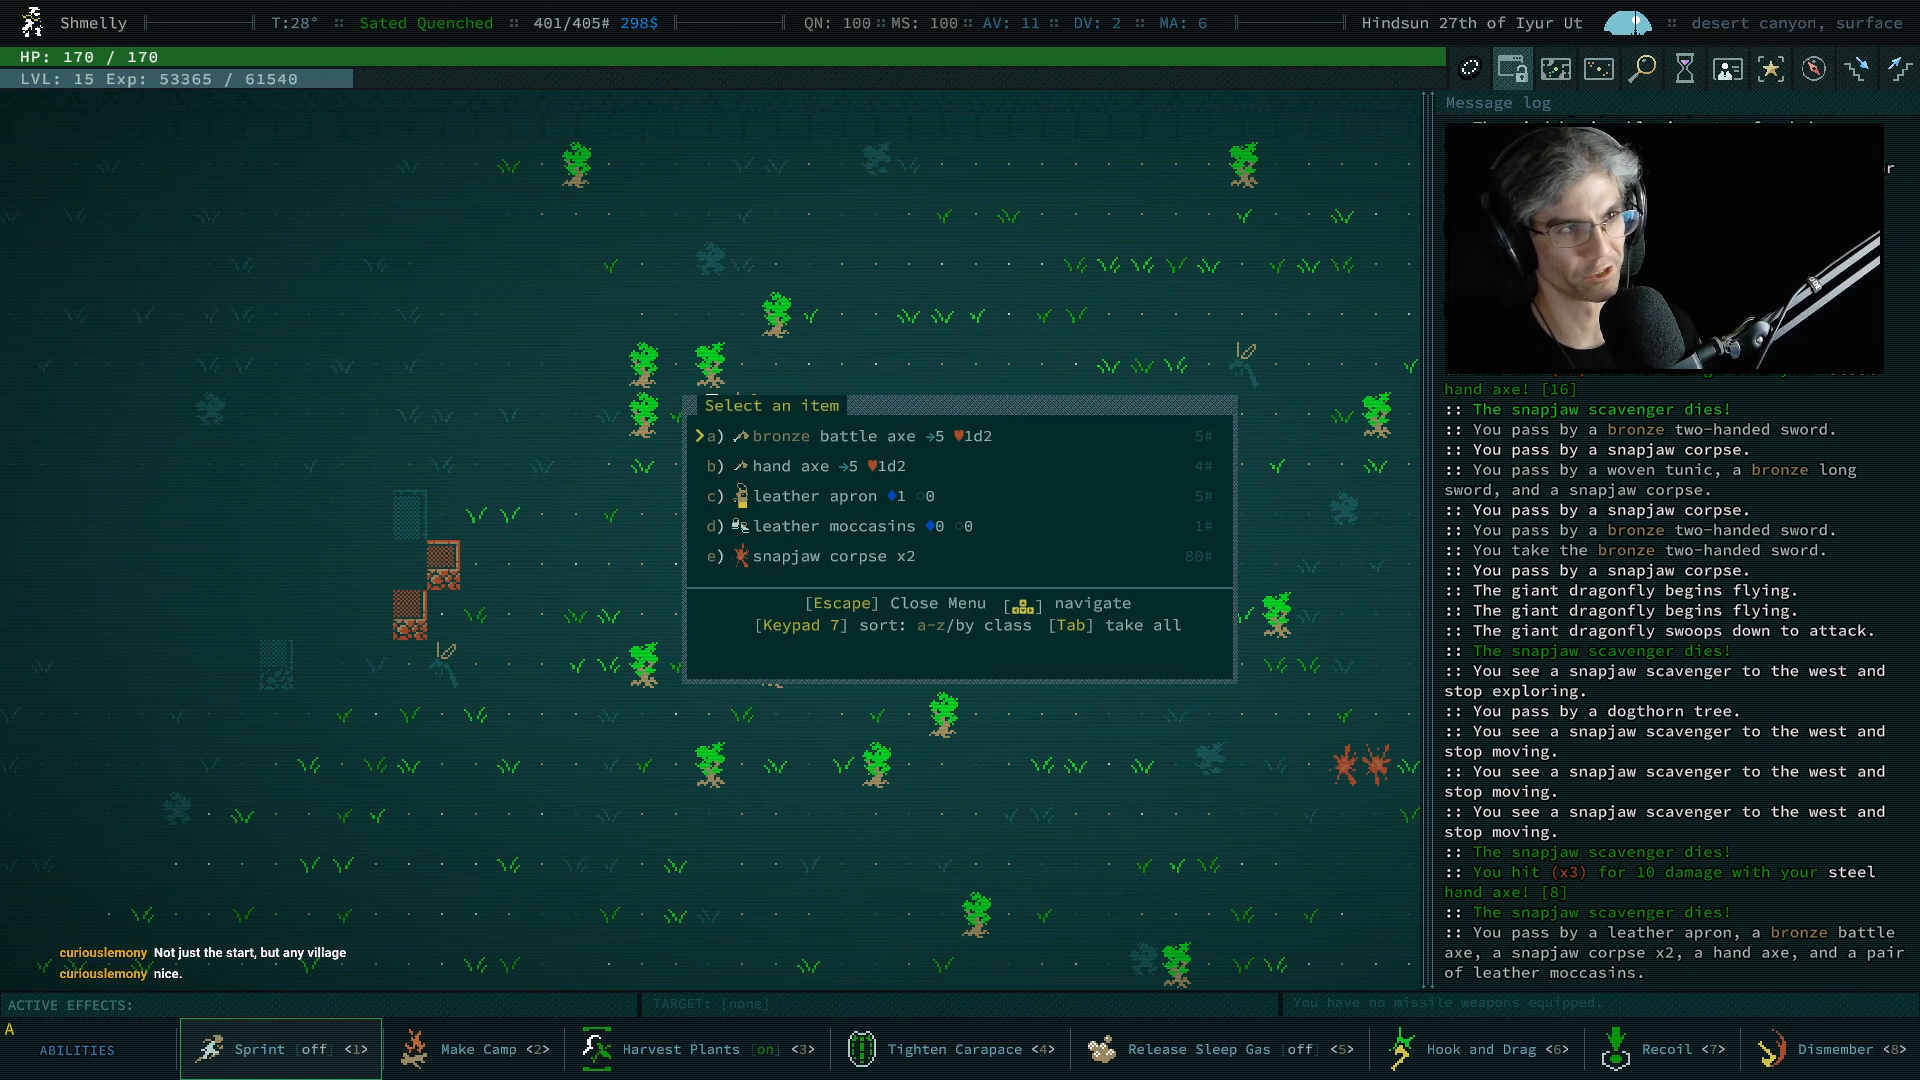 Shmelly
T:28° :: Sated Quenched :: 401/405# 298$
QN: 100 :: MS: 100 :: AV: 11 :: DV: 2 :: MA: 6
Hindsun 27th of Iyur Ut :: desert canyon, surface
HP: 170 / 170
LVL: 15 Exp: 53365 / 61540
Message log
hand axe! [16]
:: The snapjaw scavenger dies!
:: You pass by a bronze two-handed sword.
:: You pass by a snapjaw corpse.
:: You pass by a woven tunic, a bronze long
sword, and a snapjaw corpse.
:: You pass by a snapjaw corpse.
:: You pass by a bronze two-handed sword.
:: You take the bronze two-handed sword.
:: You pass by a snapjaw corpse.
:: The giant dragonfly begins flying.
:: The giant dragonfly begins flying.
:: The giant dragonfly swoops down to attack.
:: The snapjaw scavenger dies!
:: You see a snapjaw scavenger to the west and
stop exploring.
:: You pass by a dogthorn tree.
:: You see a snapjaw scavenger to the west and
stop moving.
:: You see a snapjaw scavenger to the west and
stop moving.
:: You see a snapjaw scavenger to the west and
stop moving.
:: The snapjaw scavenger dies!
:: You hit (x3) for 10 damage with your steel
hand axe! [8]
:: The snapjaw scavenger dies!
:: You pass by a leather apron, a bronze battle
axe, a snapjaw corpse x2, a hand axe, and a pair
of leather moccasins.
Select an item
a) bronze battle axe →5 ♥1d2 5#
b) hand axe →5 ♥1d2 4#
c) leather apron ♦1 ○0 5#
d) leather moccasins ♦0 ○0 1#
e) snapjaw corpse x2 80#
[Escape] Close Menu [ ] navigate
[Keypad 7] sort: a-z/by class [Tab] take all
curiouslemony Not just the start, but any village
curiouslemony nice.
ACTIVE EFFECTS:
TARGET: [none]
You have no missile weapons equipped.
A
ABILITIES
Sprint [off] <1>
Make Camp <2>
Harvest Plants [on] <3>
Tighten Carapace <4>
Release Sleep Gas [off] <5>
Hook and Drag <6>
Recoil <7>
Dismember <8>